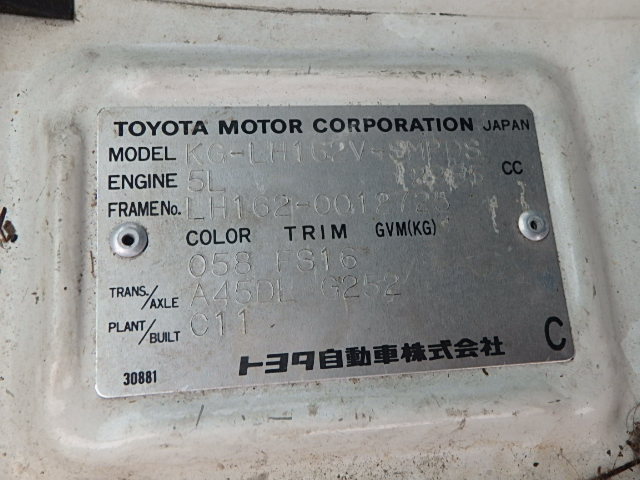 TOYOTA MOTOR CORPORATION JAPAN
MODEL
ENGINE 5L CC
FRAME No.
COLOR TRIM GVM(KG)
058 FS16
TRANS./AXLE A45DL G252
PLANT/BUILT C11
C
30881 トヨタ自動車株式会社